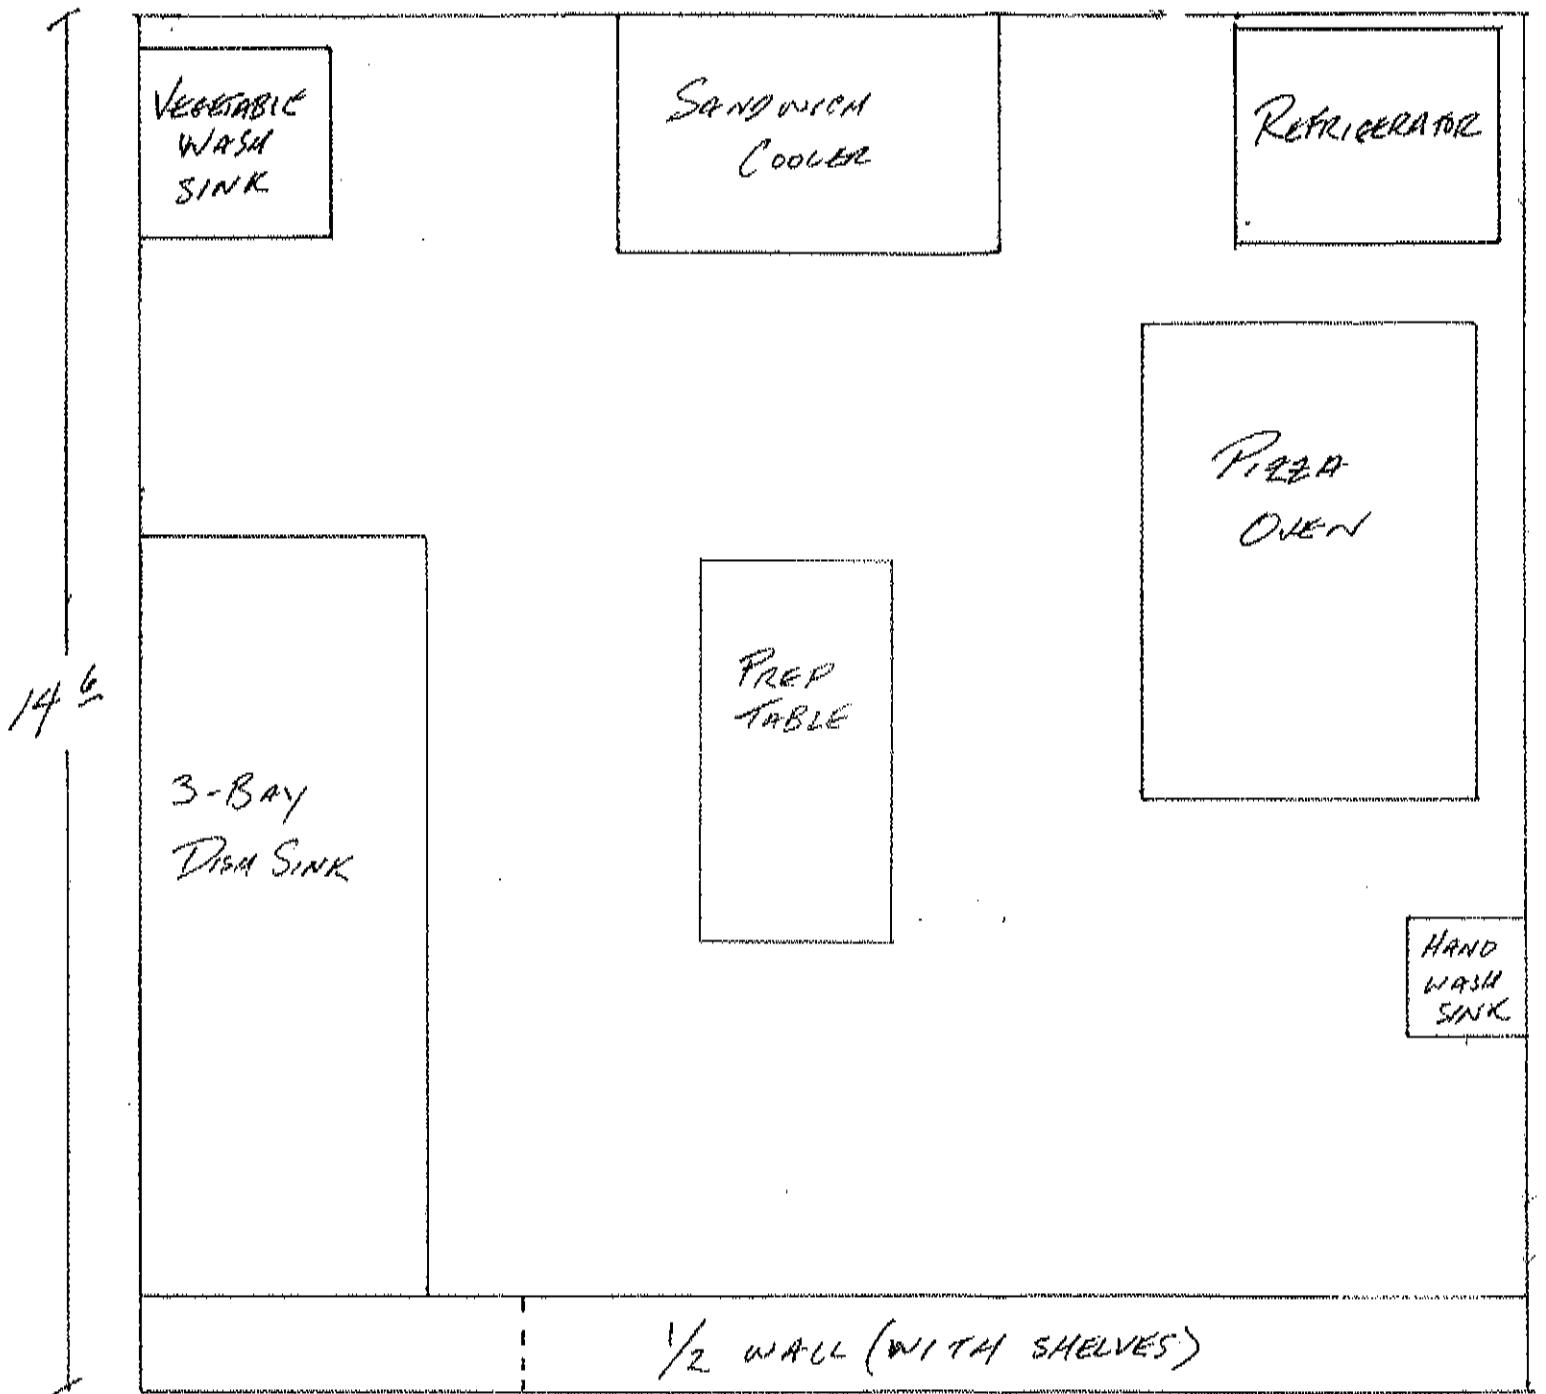 VEGETABLE
WASH
SINK
SANDWICH
COOLER
REFRIGERATOR
PIZZA
OVEN
PREP
TABLE
14 6
3-BAY
DISH SINK
HAND
WASH
SINK
1/2 WALL (WITH SHELVES)